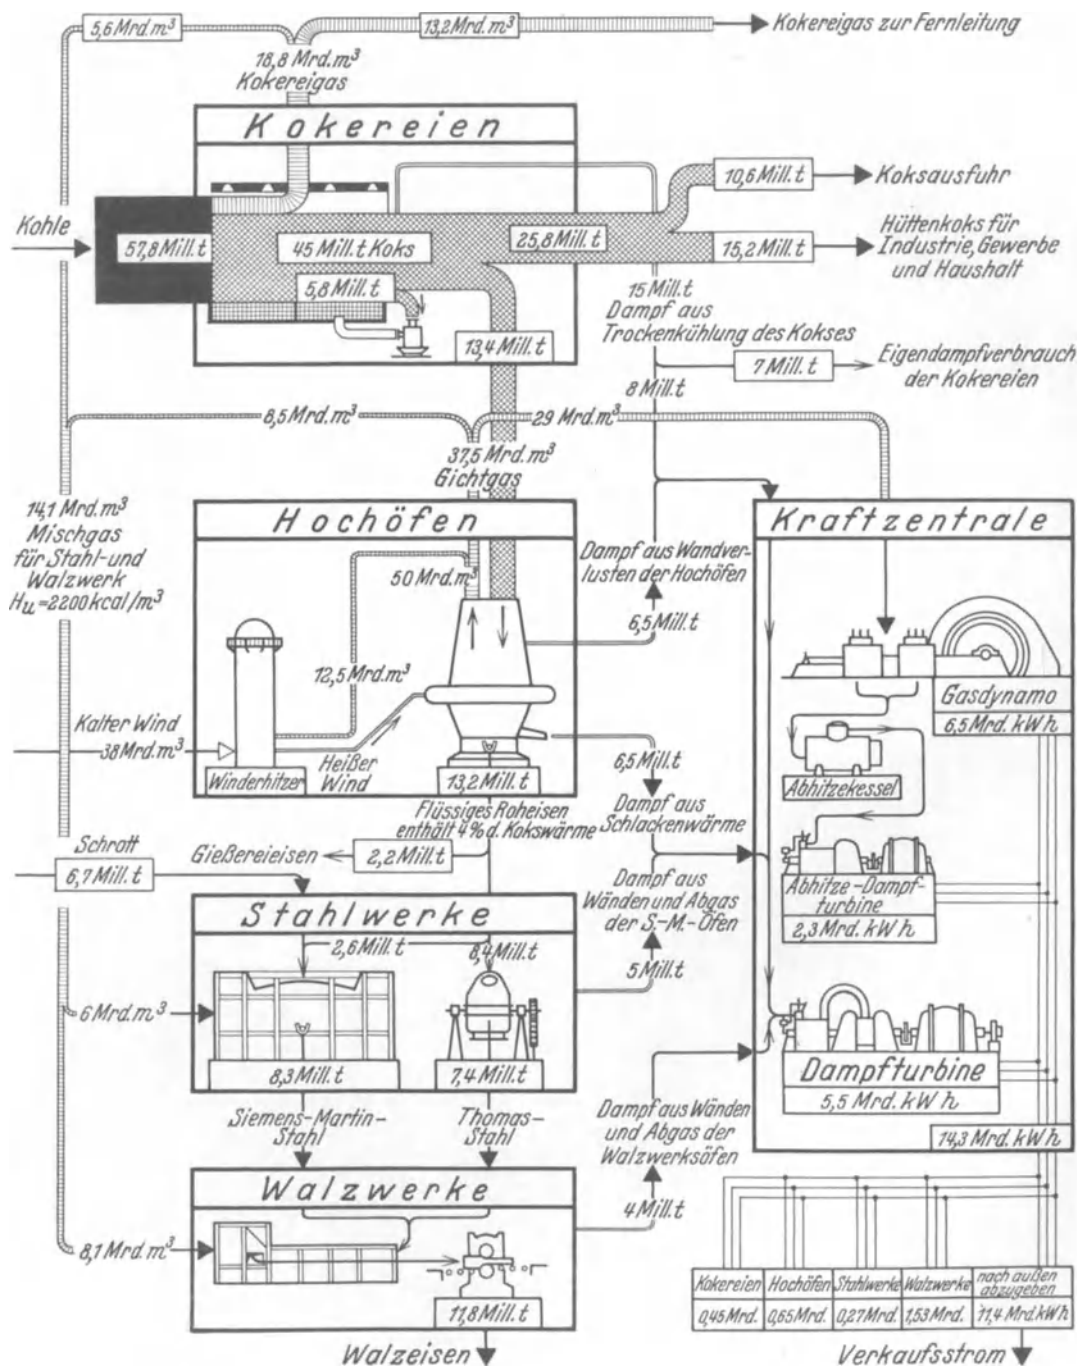 5,6 Mrd. m³
13,2 Mrd. m³
Kokereigas zur Fernleitung
18,8 Mrd. m³
Kokereigas
Kokereien
Kohle
57,8 Mill. t
45 Mill. t Koks
5,8 Mill. t
25,8 Mill. t
10,6 Mill. t
Koksausfuhr
15,2 Mill. t
Hüttenkoks für
Industrie, Gewerbe
und Haushalt
13,4 Mill. t
15 Mill. t
Dampf aus
Trockenkühlung des Kokses
7 Mill. t
Eigendampfverbrauch
der Kokereien
8 Mill. t
8,5 Mrd. m³
29 Mrd. m³
37,5 Mrd. m³
Gichtgas
14,1 Mrd. m³
Mischgas
für Stahl- und
Walzwerk
Hu = 2200 kcal/m³
Hochöfen
50 Mrd. m³
12,5 Mrd. m³
Kalter Wind
38 Mrd. m³
Winderhitzer
Heißer
Wind
13,2 Mill. t
Dampf aus Wandver-
lusten der Hochöfen
6,5 Mill. t
Kraftzentrale
Gasdynamo
6,5 Mrd. kWh
Abhitzekessel
6,5 Mill. t
Dampf aus
Schlackenwärme
Flüssiges Roheisen
enthält 4% d. Kokswärme
Gießereieisen
2,2 Mill. t
Schrott
6,7 Mill. t
Abhitze-Dampf-
turbine
2,3 Mrd. kWh
Dampf aus
Wänden und Abgas
der S.-M.-Öfen
5 Mill. t
Stahlwerke
2,6 Mill. t
8,4 Mill. t
6 Mrd. m³
8,3 Mill. t
7,4 Mill. t
Dampfturbine
5,5 Mrd. kWh
14,3 Mrd. kWh
Siemens-Martin-
Stahl
Thomas-
Stahl
Dampf aus Wänden
und Abgas der
Walzwerksöfen
4 Mill. t
Walzwerke
8,1 Mrd. m³
11,8 Mill. t
Walzeisen
Kokereien Hochöfen Stahlwerke Walzwerke nach außen
abzugeben
0,45 Mrd. 0,65 Mrd. 0,27 Mrd. 1,53 Mrd. 11,4 Mrd. kWh
Verkaufsstrom